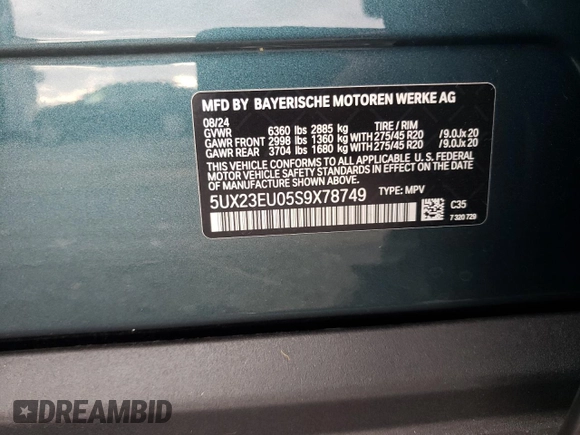 MFD BY BAYERISCHE MOTOREN WERKE AG
08/24
GVWR 6360 lbs 2885 kg TIRE / RIM
GAWR FRONT 2998 lbs 1360 kg WITH 275/45 R20 /9.0Jx20
GAWR REAR 3704 lbs 1680 kg WITH 275/45 R20 /9.0Jx20
THIS VEHICLE CONFORMS TO ALL APPLICABLE U.S. FEDERAL
MOTOR VEHICLE SAFETY STANDARDS IN EFFECT ON THE DATE OF
MANUFACTURE SHOWN ABOVE.
5UX23EU05S9X78749 TYPE: MPV
C35
7 320 729
DREAMBID